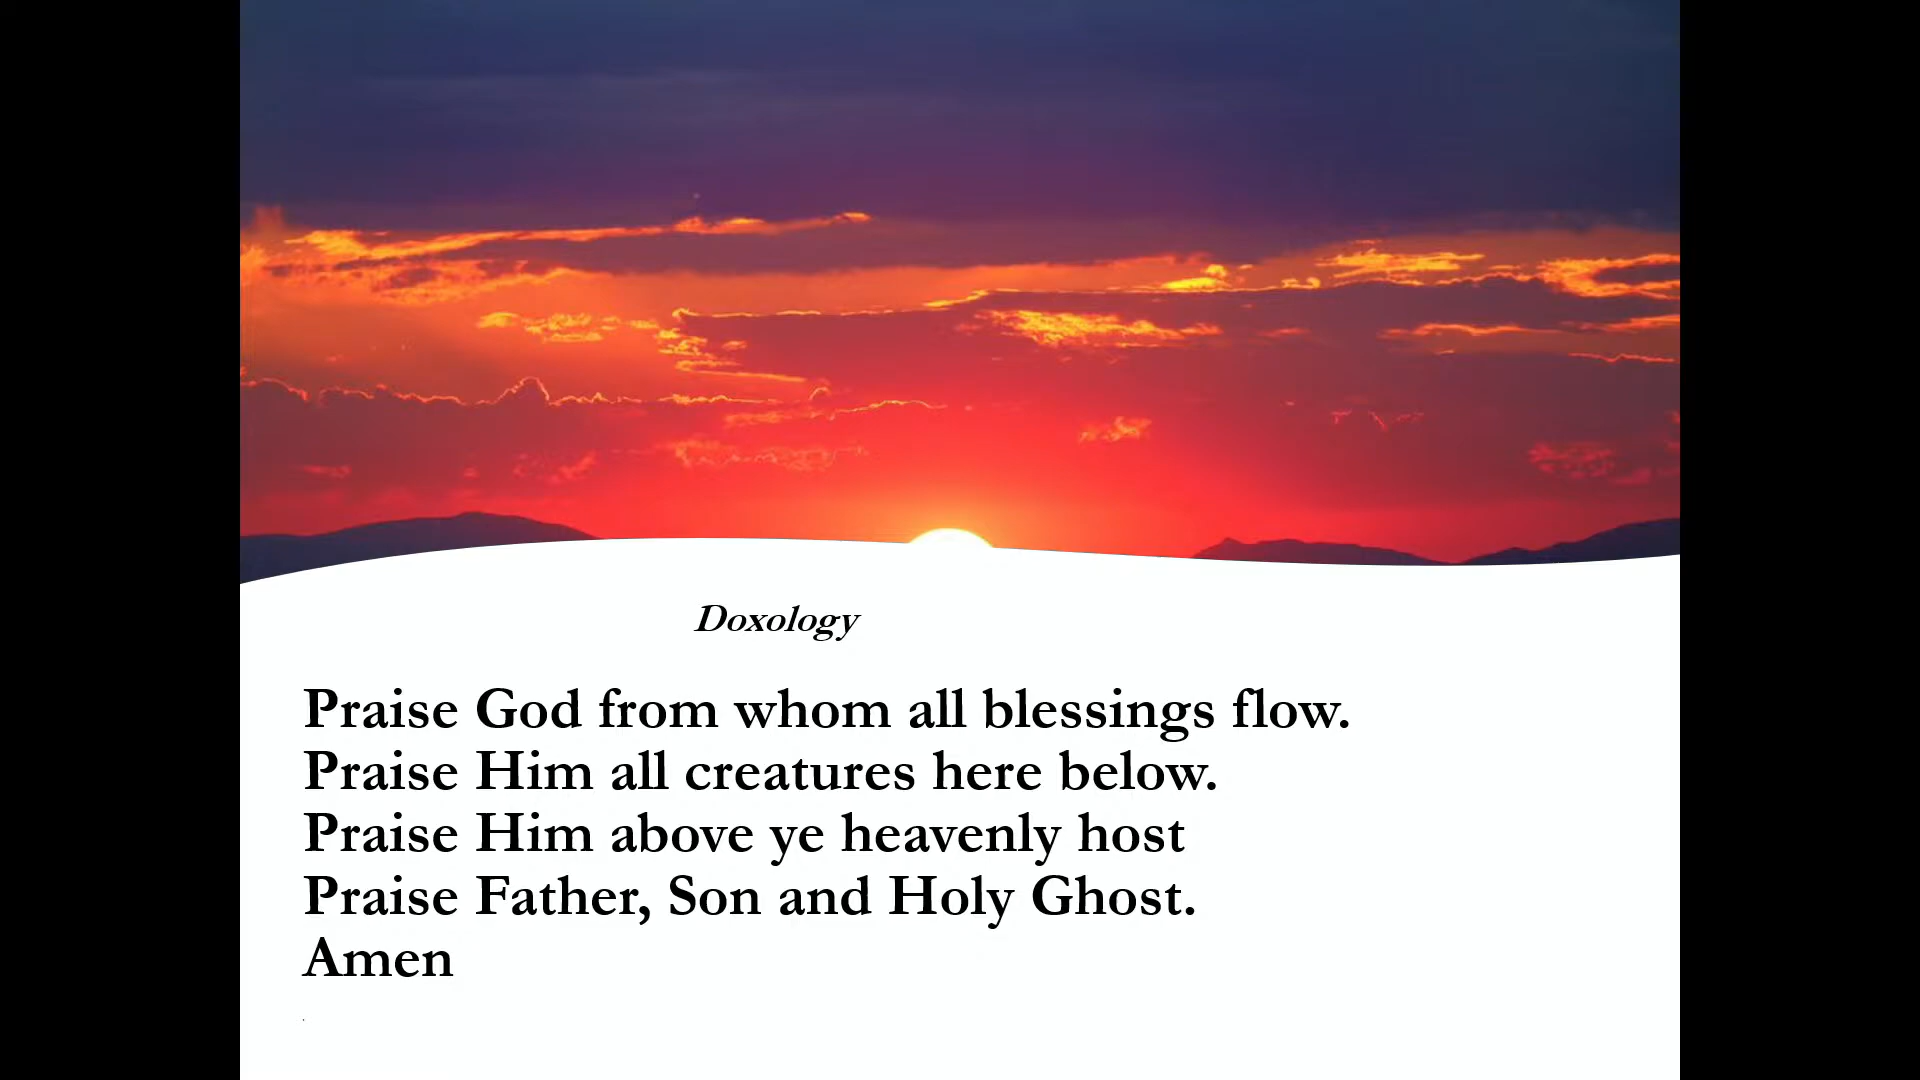 Doxology
Praise God from whom all blessings flow.
Praise Him all creatures here below.
Praise Him above ye heavenly host
Praise Father, Son and Holy Ghost.
Amen
.